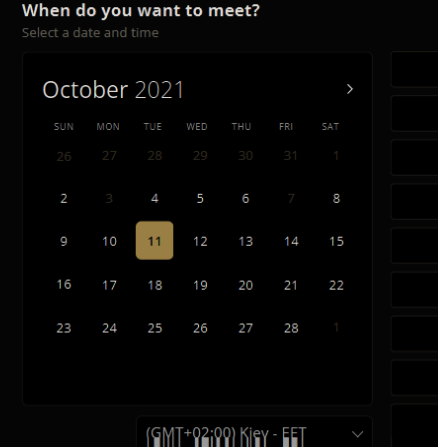 When do you want to meet?
Select a date and time
October 2021
SUN MON TUE WED THU FRI SAT
26 27 28 29 30 31 1
2 3 4 5 6 7 8
9 10 11 12 13 14 15
16 17 18 19 20 21 22
23 24 25 26 27 28 1
(GMT+02:00) Kiev - EET